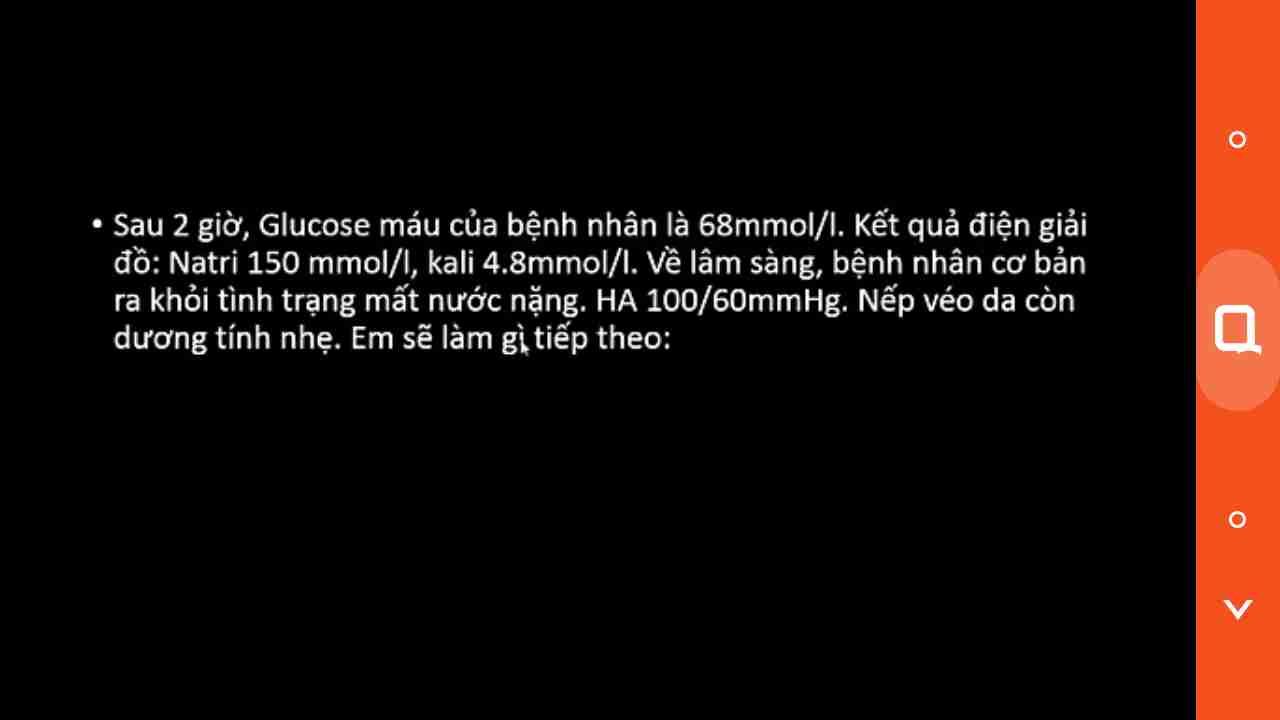 • Sau 2 giờ, Glucose máu của bệnh nhân là 68mmol/l. Kết quả điện giải
đồ: Natri 150 mmol/l, kali 4.8mmol/l. Về lâm sàng, bệnh nhân cơ bản
ra khỏi tình trạng mất nước nặng. HA 100/60mmHg. Nếp véo da còn
dương tính nhẹ. Em sẽ làm gì tiếp theo: